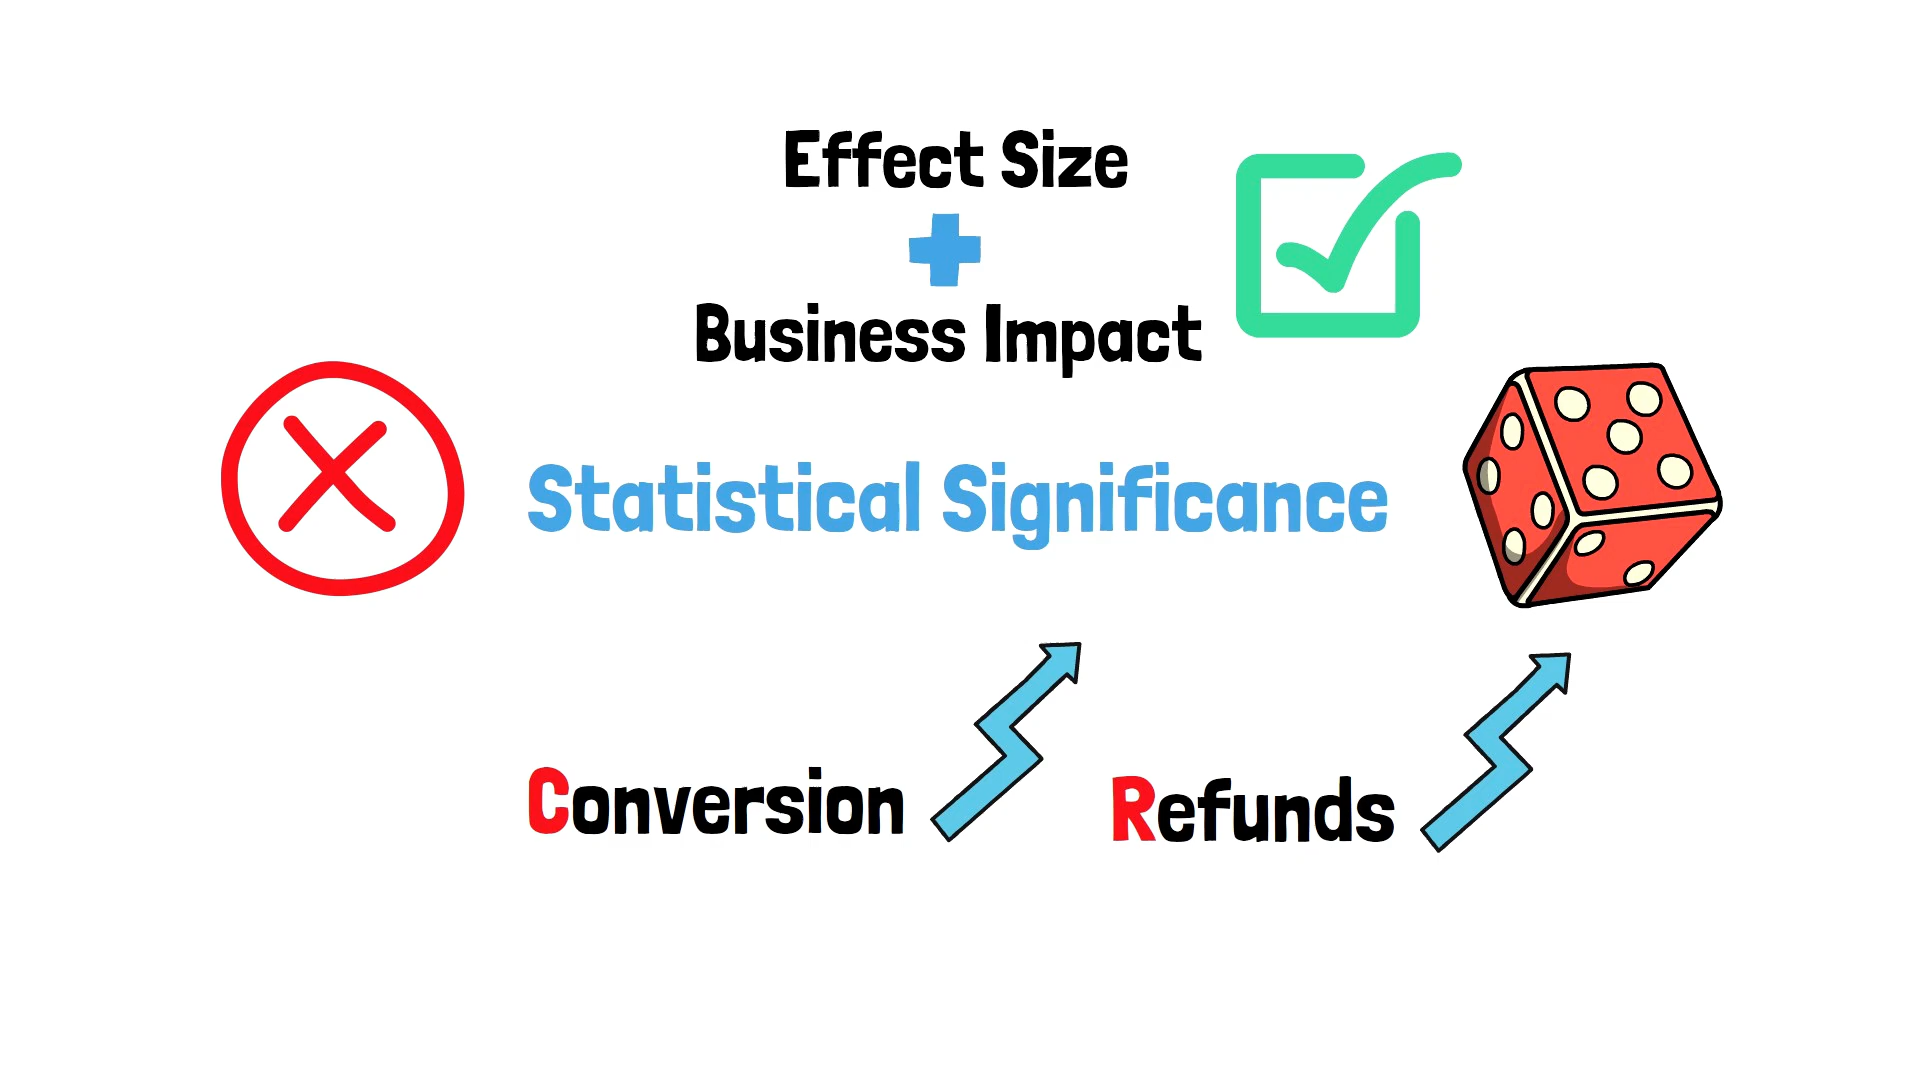 Effect Size
Business Impact
Statistical Significance
Conversion
Refunds